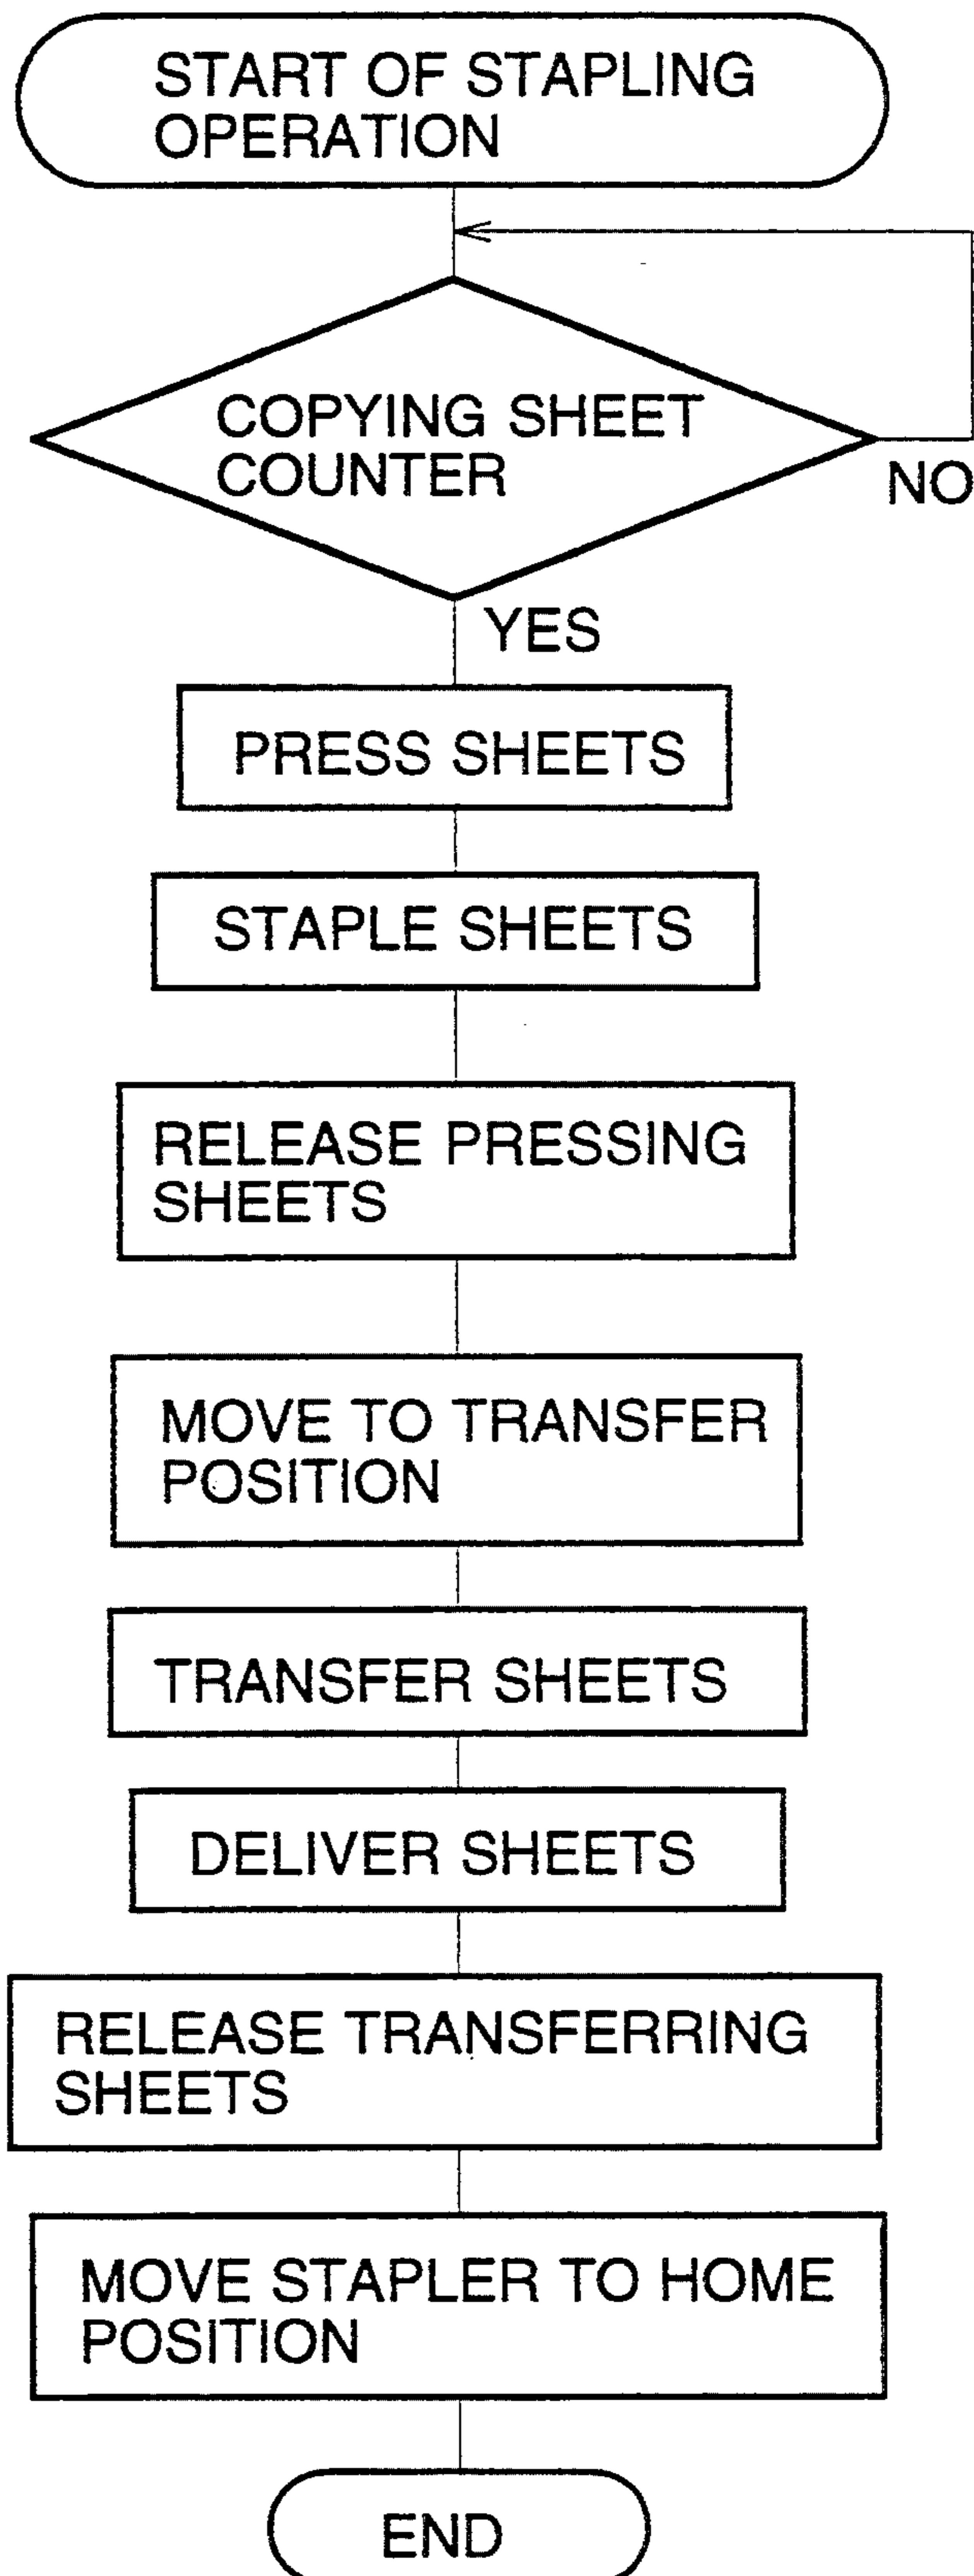 START OF STAPLING
OPERATION
COPYING SHEET
COUNTER
NO
YES
PRESS SHEETS
STAPLE SHEETS
RELEASE PRESSING
SHEETS
MOVE TO TRANSFER
POSITION
TRANSFER SHEETS
DELIVER SHEETS
RELEASE TRANSFERRING
SHEETS
MOVE STAPLER TO HOME
POSITION
END